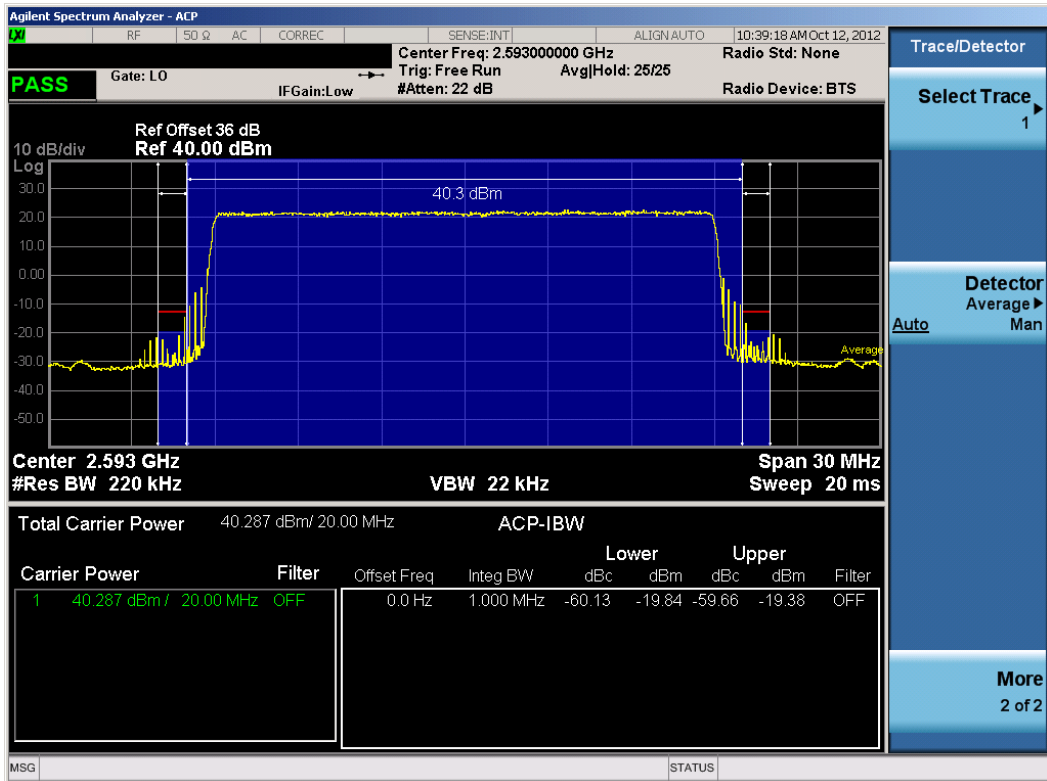 Agilent Spectrum Analyzer - ACP
LXI RF 50 Ω AC CORREC SENSE:INT ALIGN AUTO 10:39:18 AM Oct 12, 2012
Center Freq: 2.593000000 GHz Radio Std: None
PASS Gate: LO Trig: Free Run Avg|Hold: 25/25
IFGain:Low #Atten: 22 dB Radio Device: BTS
Ref Offset 36 dB
10 dB/div Ref 40.00 dBm
Log
40.3 dBm
30.0
20.0
10.0
0.00
-10.0
-20.0
-30.0
-40.0
-50.0
Average
Center 2.593 GHz Span 30 MHz
#Res BW 220 kHz VBW 22 kHz Sweep 20 ms
Total Carrier Power 40.287 dBm/ 20.00 MHz ACP-IBW
Lower Upper
Carrier Power Filter Offset Freq Integ BW dBc dBm dBc dBm Filter
1 40.287 dBm / 20.00 MHz OFF 0.0 Hz 1.000 MHz -60.13 -19.84 -59.66 -19.38 OFF
MSG STATUS
Trace/Detector
Select Trace
1
Detector
Average
Auto Man
More
2 of 2